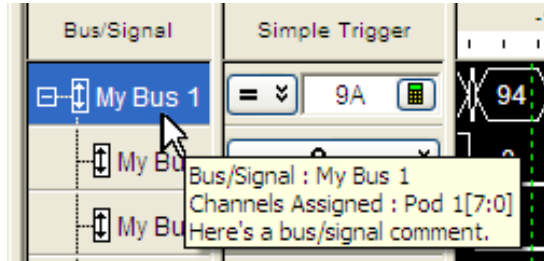 Bus/Signal Simple Trigger
My Bus 1 = 9A 94
My Bu
Bus/Signal : My Bus 1
Channels Assigned : Pod 1[7:0]
My Bu Here's a bus/signal comment.